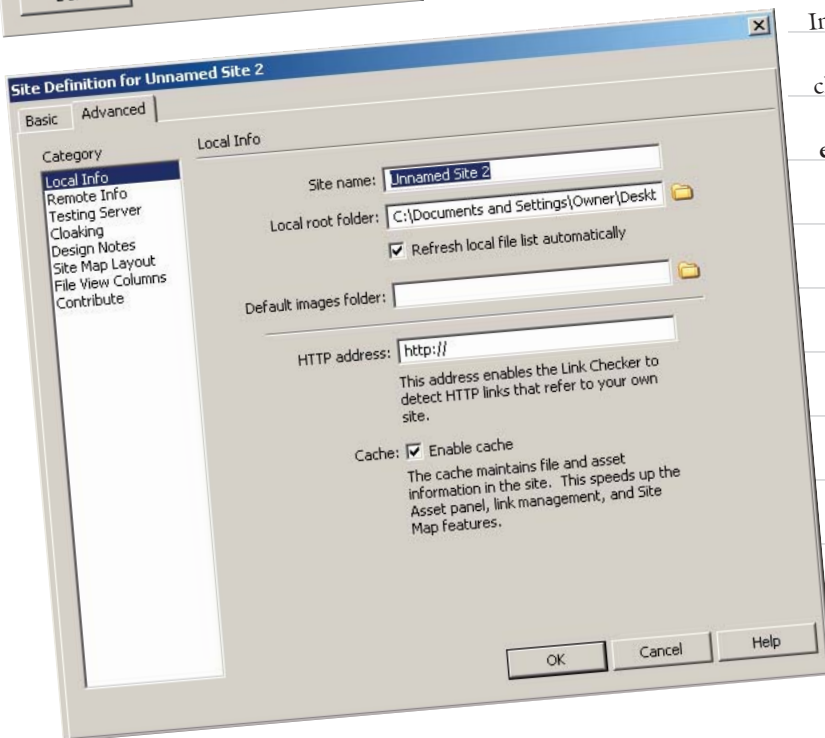 Site Definition for Unnamed Site 2
Basic Advanced
Category
Local Info
Remote Info
Testing Server
Cloaking
Design Notes
Site Map Layout
File View Columns
Contribute
Local Info
Site name: Unnamed Site 2
Local root folder: C:\Documents and Settings\Owner\Deskt
Refresh local file list automatically
Default images folder:
HTTP address: http://
This address enables the Link Checker to
detect HTTP links that refer to your own
site.
Cache: Enable cache
The cache maintains file and asset
information in the site. This speeds up the
Asset panel, link management, and Site
Map features.
OK Cancel Help